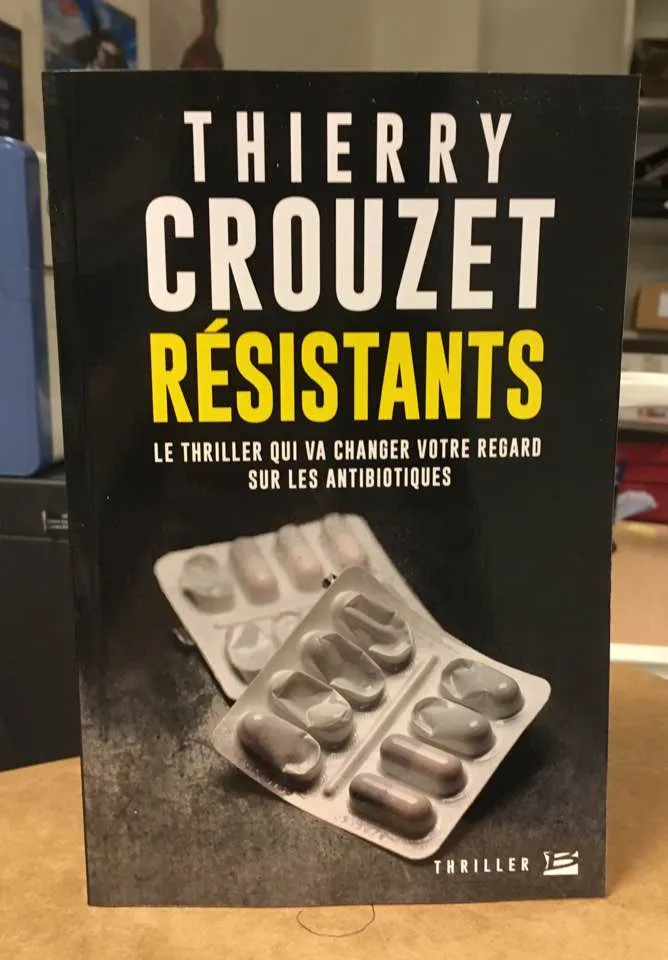 THIERRY
CROUZET
RÉSISTANTS
LE THRILLER QUI VA CHANGER VOTRE REGARD
SUR LES ANTIBIOTIQUES
THRILLER B